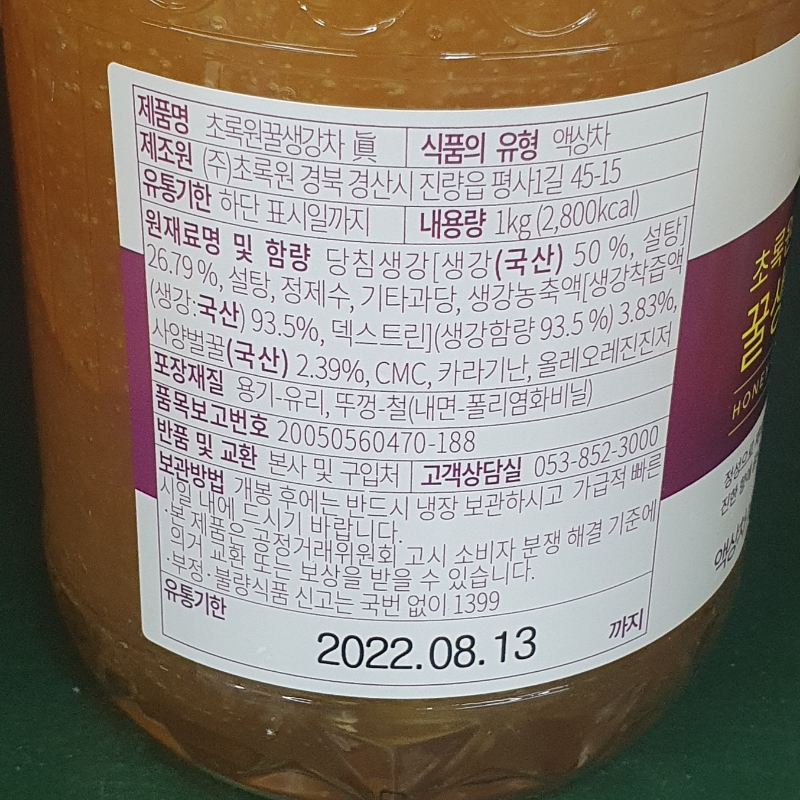 제품명 초록원꿀생강차 眞 식품의 유형 액상차
제조원 (주)초록원 경북 경산시 진량읍 평사1길 45-15
유통기한 하단 표시일까지 내용량 1kg(2,800kcal)
원재료명 및 함량 당침생강[생강(국산) 50 %, 설탕]
26.79 %, 설탕, 정제수, 기타과당, 생강농축액[생강착즙액
(생강:국산) 93.5%, 덱스트린](생강함량 93.5 %) 3.83%,
사양벌꿀(국산) 2.39%, CMC, 카라기난, 올레오레진진저
포장재질 용기-유리, 뚜껑-철(내면-폴리염화비닐)
품목보고번호 20050560470-188
반품 및 교환 본사 및 구입처 고객상담실 053-852-3000
보관방법 개봉 후에는 반드시 냉장 보관하시고 가급적 빠른
시일 내에 드시기 바랍니다.
·본 제품은 공정거래위원회 고시 소비자 분쟁 해결 기준에
의거 교환 또는 보상을 받을 수 있습니다.
·부정·불량식품 신고는 국번 없이 1399
유통기한
2022.08.13 까지
초록
꿀
HONE
진한
액상차